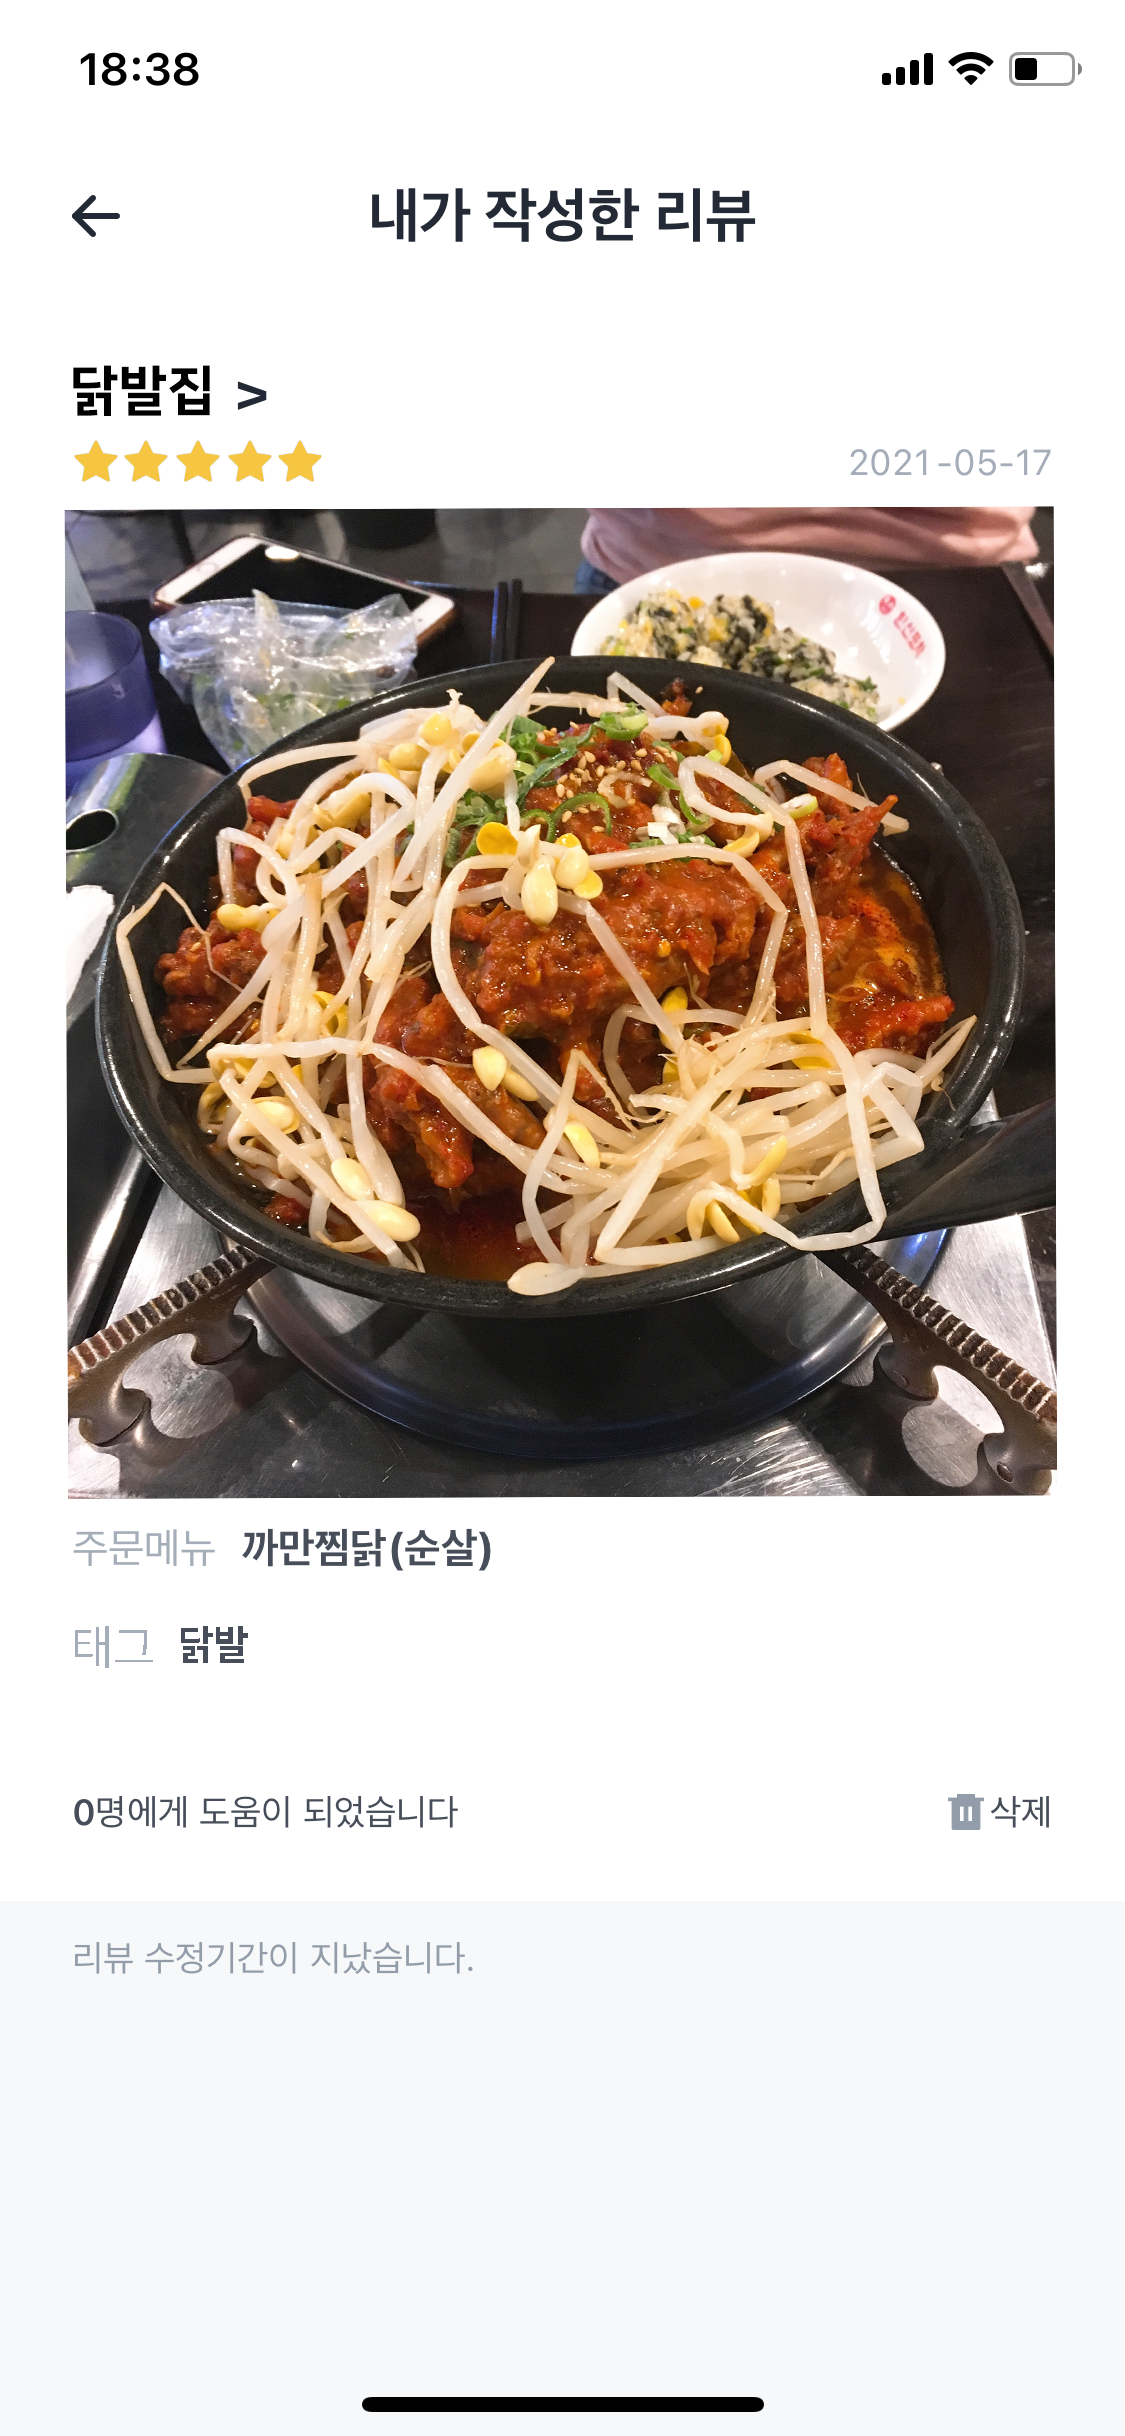 18:38
내가 작성한 리뷰
닭발집 >
2021-05-17
주문메뉴 까만찜닭(순살)
태그 닭발
0명에게 도움이 되었습니다
삭제
리뷰 수정기간이 지났습니다.